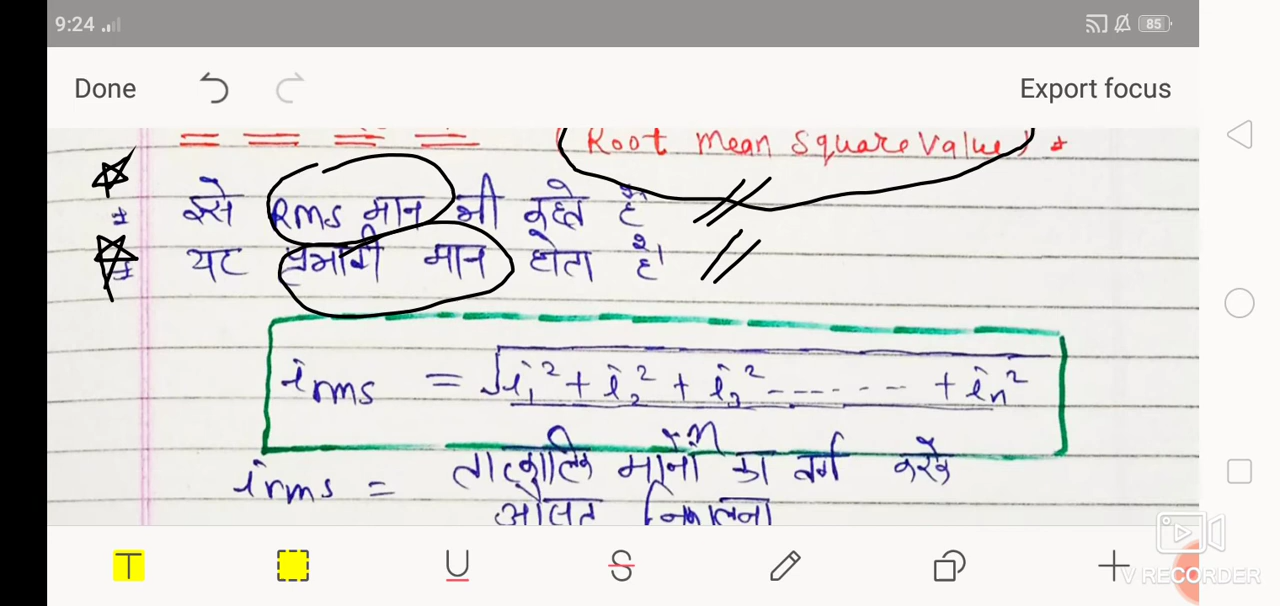 9:24
85
Done
Export focus
(Root Mean Square Value) *
इसे Rms मान भी कहते हैं
यह प्रभावी मान होता है।
irms = √i₁² + i₂² + i₃² ------- + in²
n
irms = तात्कालिक मानों का वर्ग करके
औसत निकालना
T U S
V RECORDER